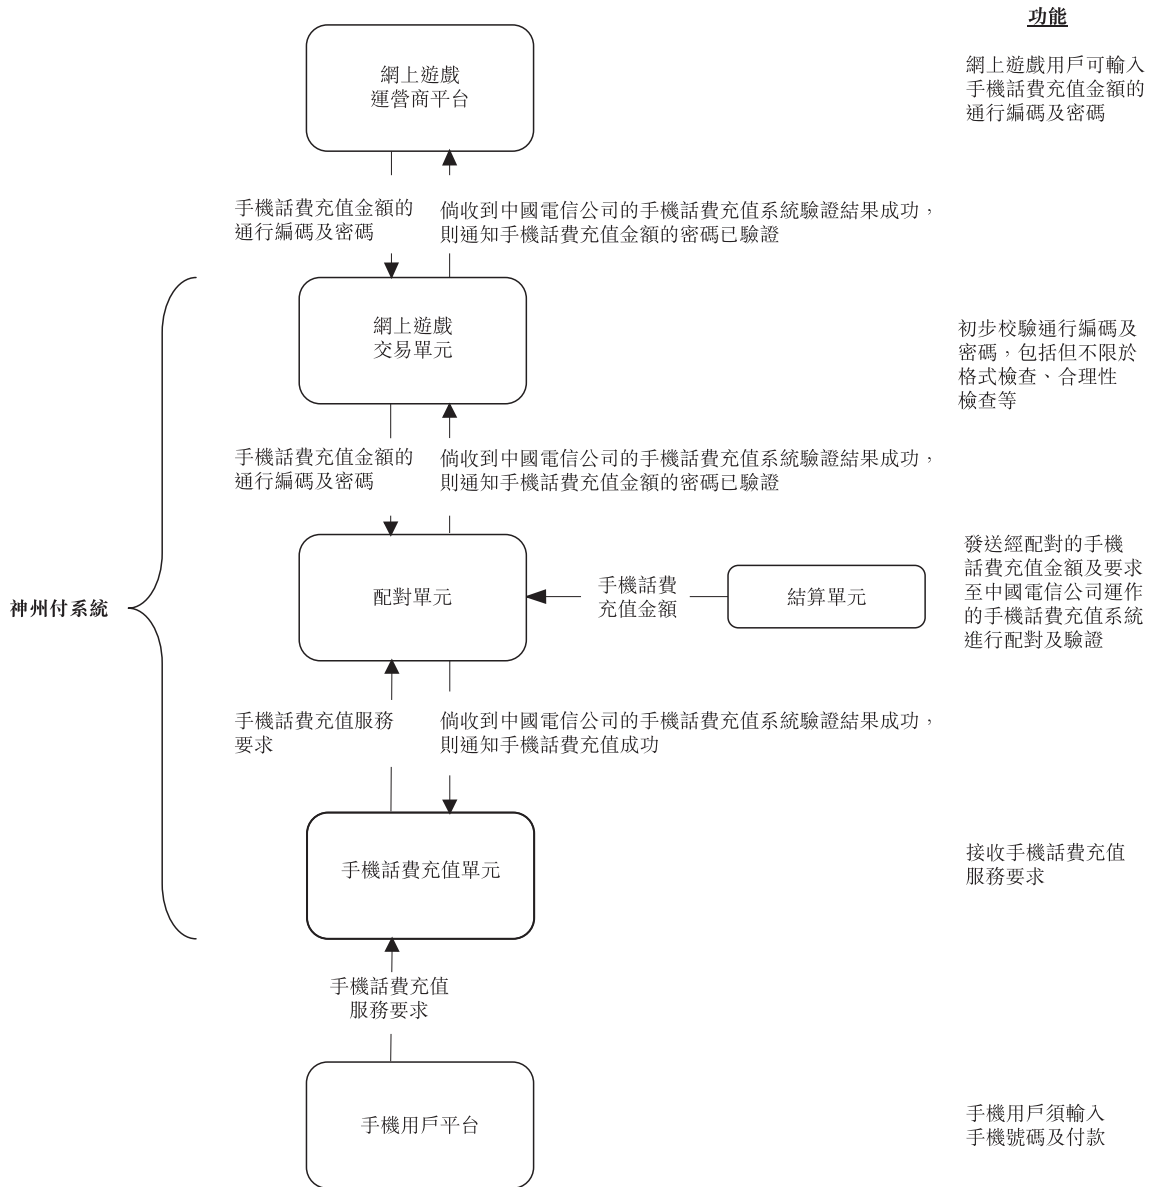 功能
網上遊戲
運營商平台
網上遊戲用戶可輸入
手機話費充值金額的
通行編碼及密碼
手機話費充值金額的
通行編碼及密碼
倘收到中國電信公司的手機話費充值系統驗證結果成功，
則通知手機話費充值金額的密碼已驗證
網上遊戲
交易單元
初步校驗通行編碼及
密碼，包括但不限於
格式檢查、合理性
檢查等
手機話費充值金額的
通行編碼及密碼
倘收到中國電信公司的手機話費充值系統驗證結果成功，
則通知手機話費充值金額的密碼已驗證
神州付系統
配對單元
手機話費
充值金額
結算單元
發送經配對的手機
話費充值金額及要求
至中國電信公司運作
的手機話費充值系統
進行配對及驗證
手機話費充值服務
要求
倘收到中國電信公司的手機話費充值系統驗證結果成功，
則通知手機話費充值成功
手機話費充值單元
接收手機話費充值
服務要求
手機話費充值
服務要求
手機用戶平台
手機用戶須輸入
手機號碼及付款